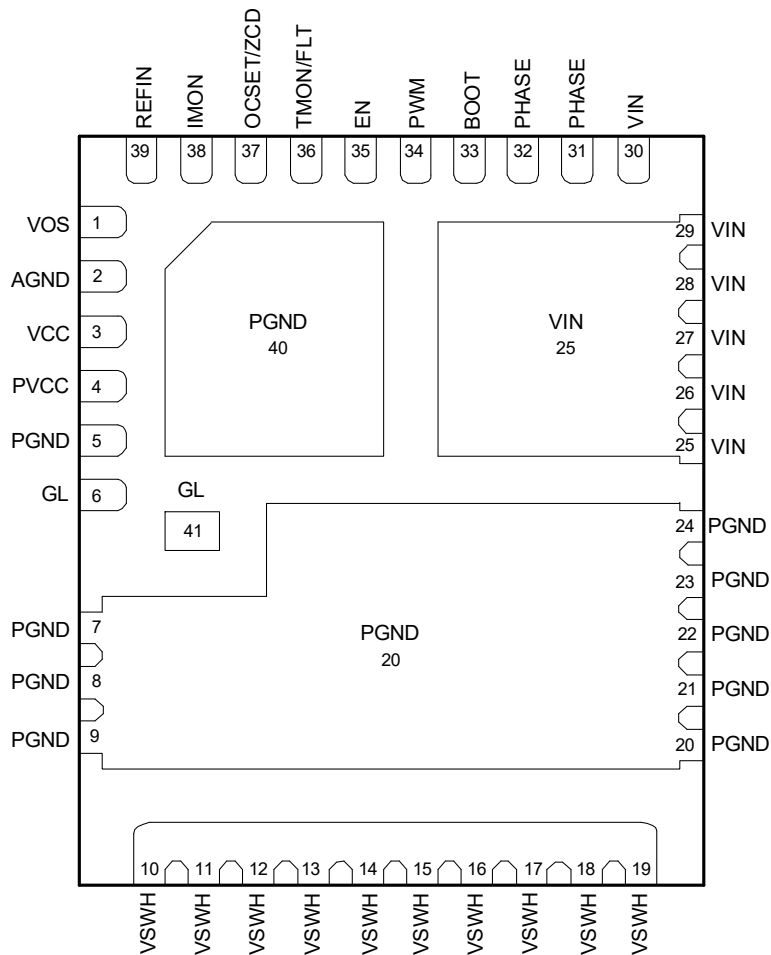 REFIN
IMON
OCSET/ZCD
TMON/FLT
EN
PWM
BOOT
PHASE
PHASE
VIN
39
38
37
36
35
34
33
32
31
30
VOS 1
29 VIN
AGND 2
28 VIN
VCC 3
PGND
40
VIN
25
27 VIN
PVCC 4
26 VIN
PGND 5
25 VIN
GL 6
GL
41
24 PGND
23 PGND
PGND 7
PGND
20
22 PGND
PGND 8
21 PGND
PGND 9
20 PGND
10
11
12
13
14
15
16
17
18
19
VSWH
VSWH
VSWH
VSWH
VSWH
VSWH
VSWH
VSWH
VSWH
VSWH